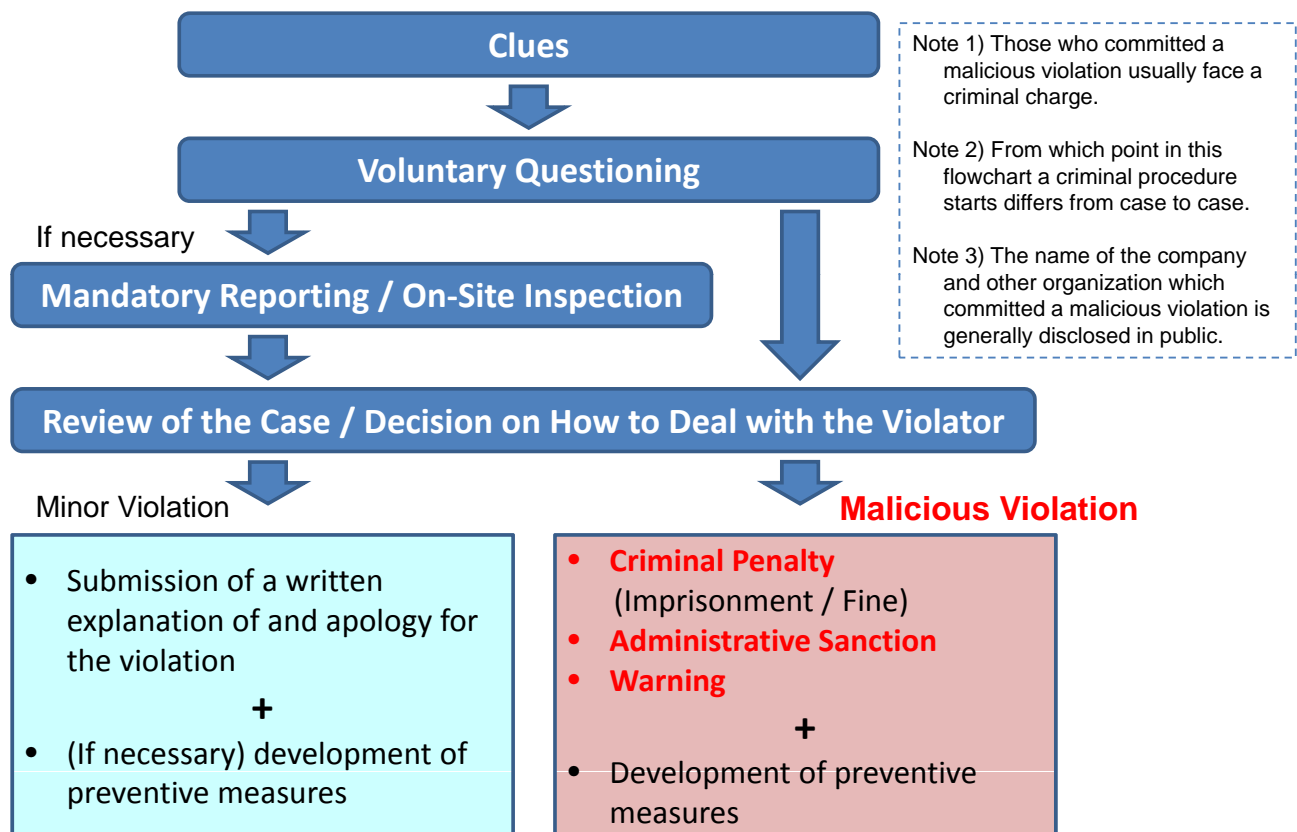 Clues
Note 1) Those who committed a
malicious violation usually face a
criminal charge.
Note 2) From which point in this
flowchart a criminal procedure
starts differs from case to case.
Note 3) The name of the company
and other organization which
committed a malicious violation is
generally disclosed in public.
Voluntary Questioning
If necessary
Mandatory Reporting / On-Site Inspection
Review of the Case / Decision on How to Deal with the Violator
Minor Violation
• Submission of a written
explanation of and apology for
the violation
+
• (If necessary) development of
preventive measures
Malicious Violation
• Criminal Penalty
(Imprisonment / Fine)
• Administrative Sanction
• Warning
+
• Development of preventive
measures